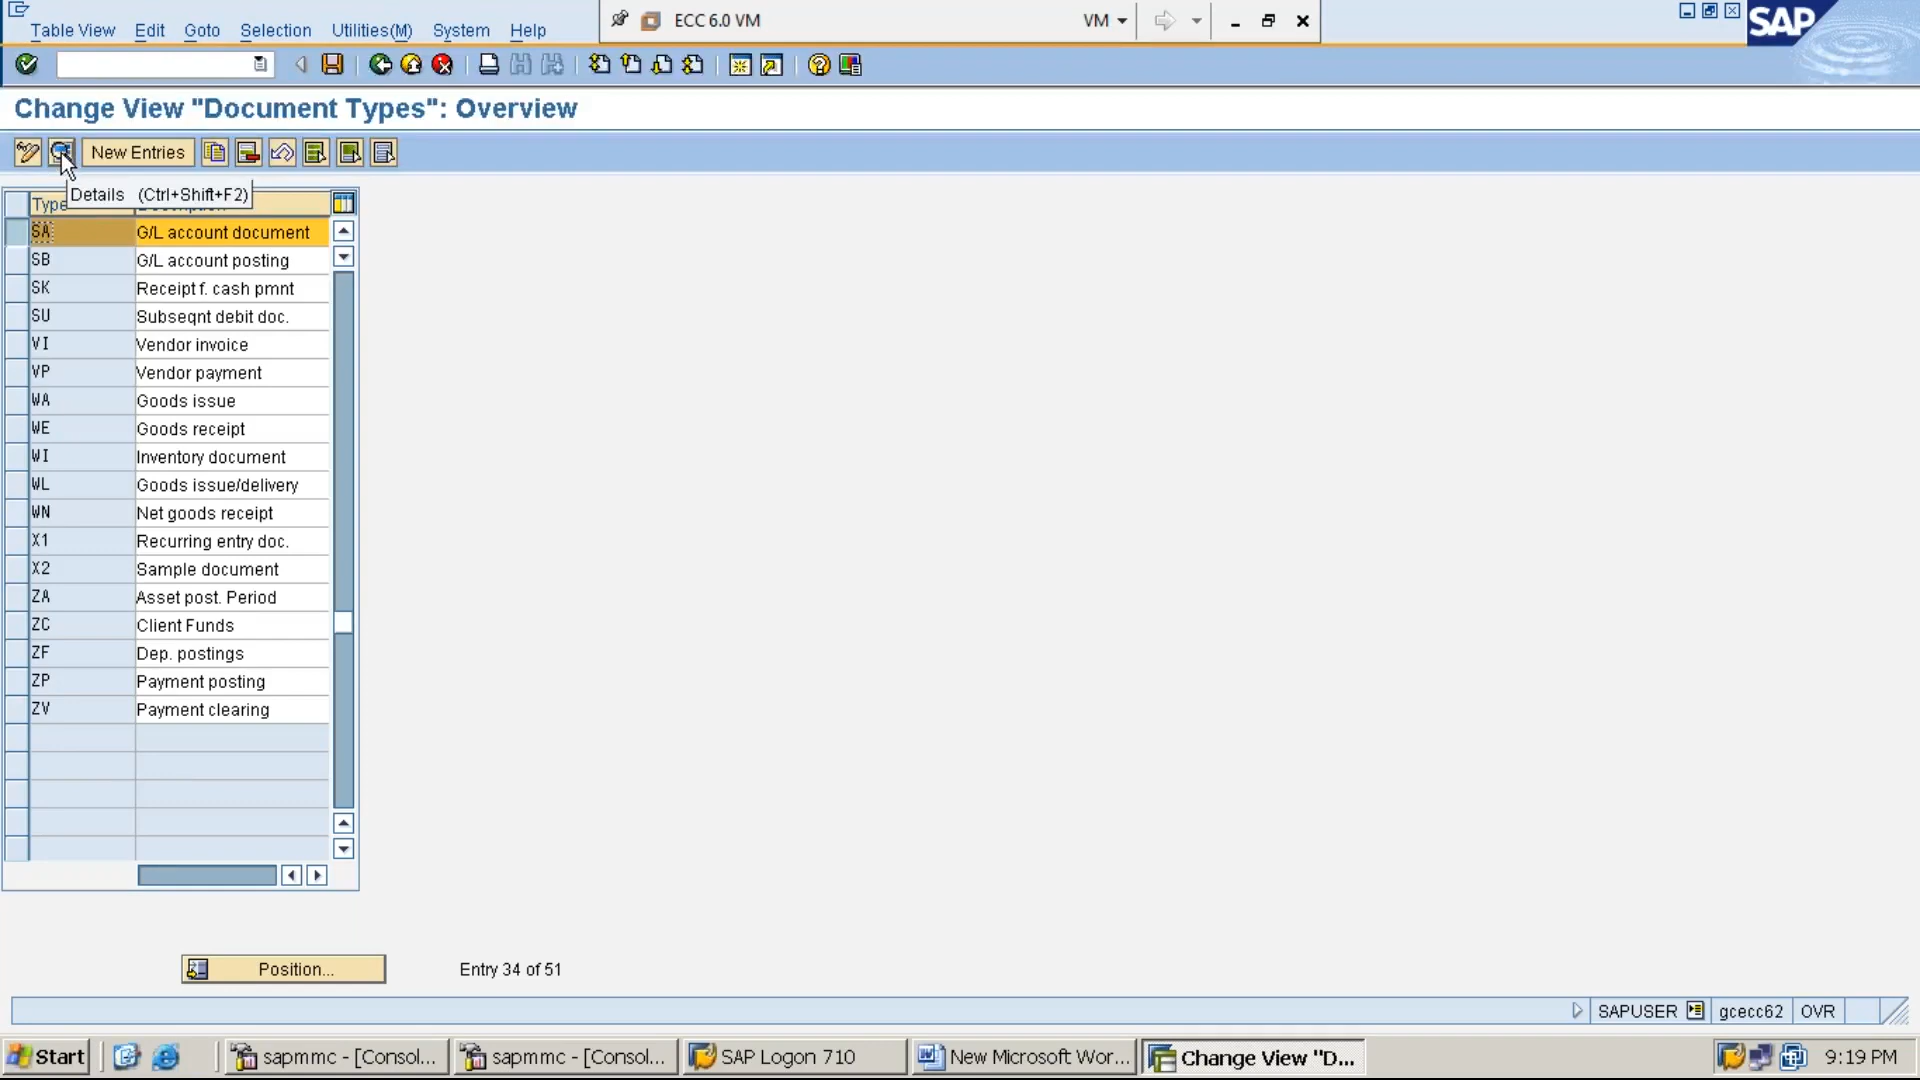 ECC 6.0 VM
VM
SAP
Table View Edit Goto Selection Utilities(M) System Help
Change View "Document Types": Overview
New Entries
Details (Ctrl+Shift+F2)
Type
SA G/L account document
SB G/L account posting
SK Receipt f. cash pmnt
SU Subseqnt debit doc.
VI Vendor invoice
VP Vendor payment
WA Goods issue
WE Goods receipt
WI Inventory document
WL Goods issue/delivery
WN Net goods receipt
X1 Recurring entry doc.
X2 Sample document
ZA Asset post. Period
ZC Client Funds
ZF Dep. postings
ZP Payment posting
ZV Payment clearing
Position... Entry 34 of 51
SAPUSER gcecc62 OVR
Start sapmmc - [Consol... sapmmc - [Consol... SAP Logon 710 New Microsoft Wor... Change View "D... 9:19 PM